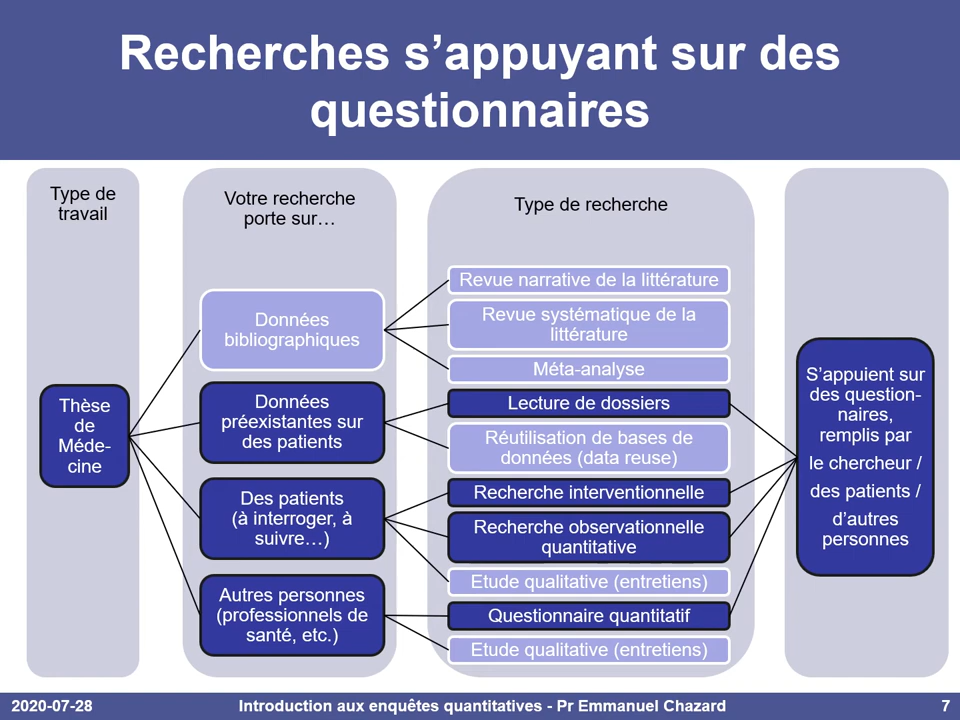 Recherches s’appuyant sur des
questionnaires
Type de
travail
Votre recherche
porte sur…
Type de recherche
Thèse
de
Méde-
cine
Données
bibliographiques
Données
préexistantes sur
des patients
Des patients
(à interroger, à
suivre…)
Autres personnes
(professionnels de
santé, etc.)
Revue narrative de la littérature
Revue systématique de la
littérature
Méta-analyse
Lecture de dossiers
Réutilisation de bases de
données (data reuse)
Recherche interventionnelle
Recherche observationnelle
quantitative
Etude qualitative (entretiens)
Questionnaire quantitatif
Etude qualitative (entretiens)
S’appuient sur
des question-
naires,
remplis par
le chercheur /
des patients /
d’autres
personnes
2020-07-28
Introduction aux enquêtes quantitatives - Pr Emmanuel Chazard
7